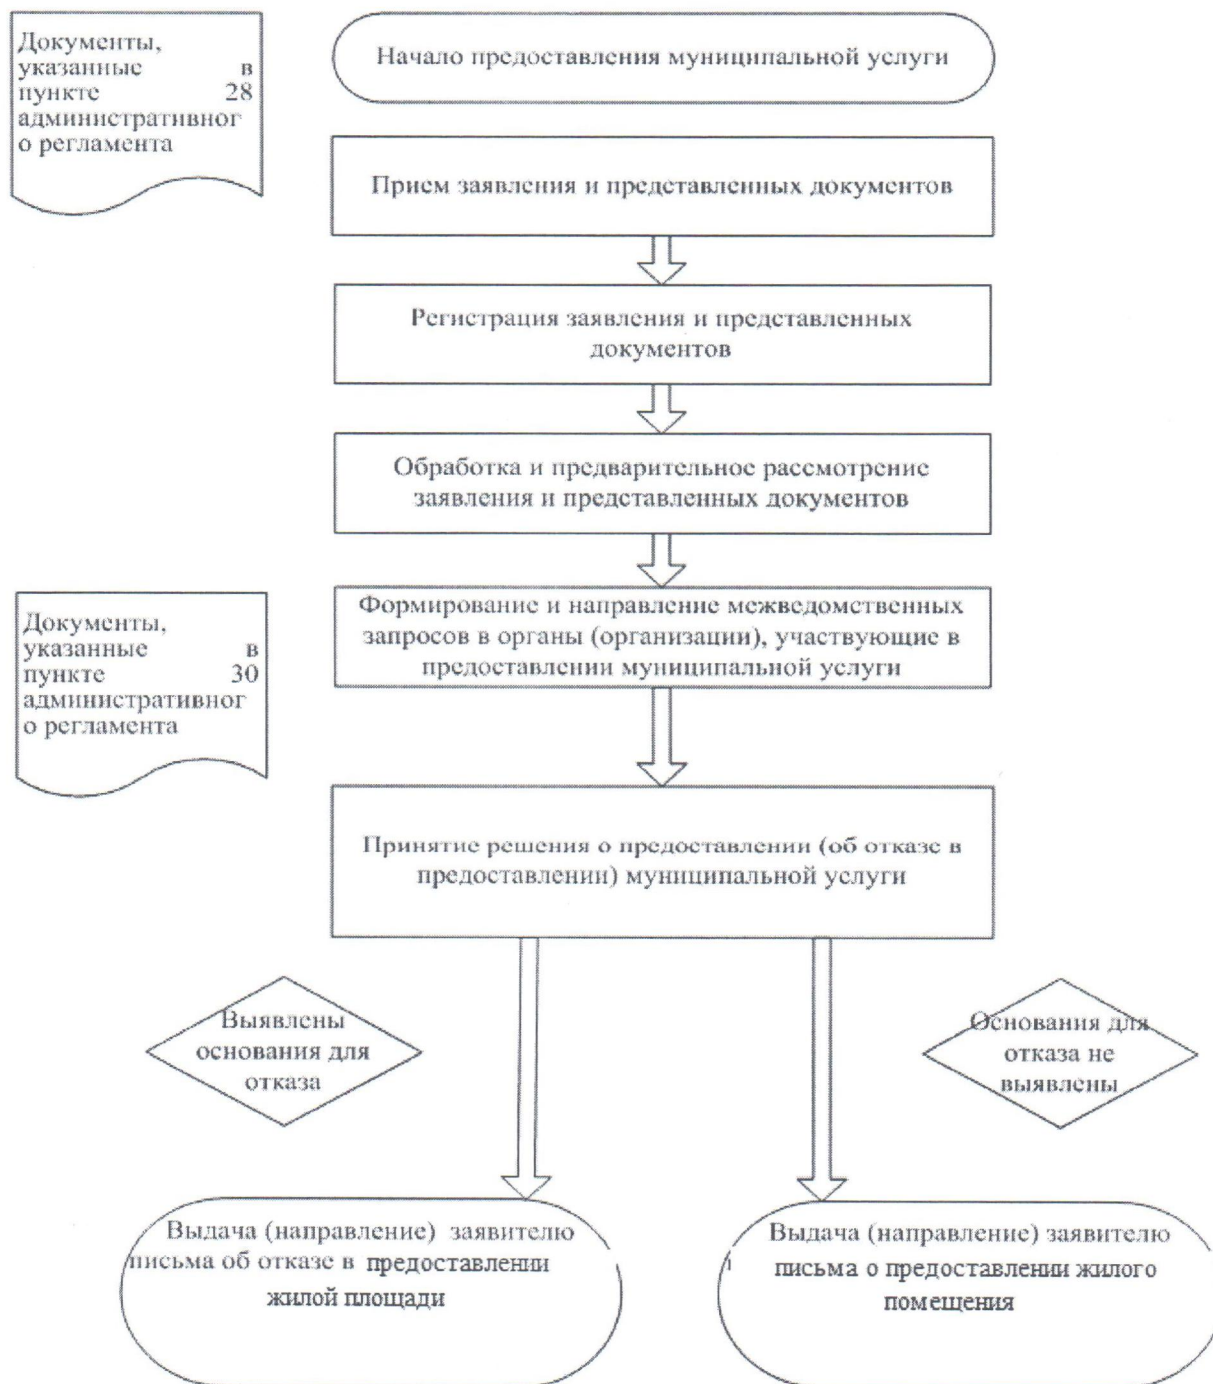 Документы,
указанные в
пункте 28
административног
о регламента
Начало предоставления муниципальной услуги
Прием заявления и представленных документов
Регистрация заявления и представленных
документов
Обработка и предварительное рассмотрение
заявления и представленных документов
Документы,
указанные в
пункте 30
административног
о регламента
Формирование и направление межведомственных
запросов в органы (организации), участвующие в
предоставлении муниципальной услуги
Принятие решения о предоставлении (об отказе в
предоставлении) муниципальной услуги
Выявлены
основания для
отказа
Основания для
отказа не
выявлены
Выдача (направление) заявителю
письма об отказе в предоставлении
жилой площади
Выдача (направление) заявителю
письма о предоставлении жилого
помещения